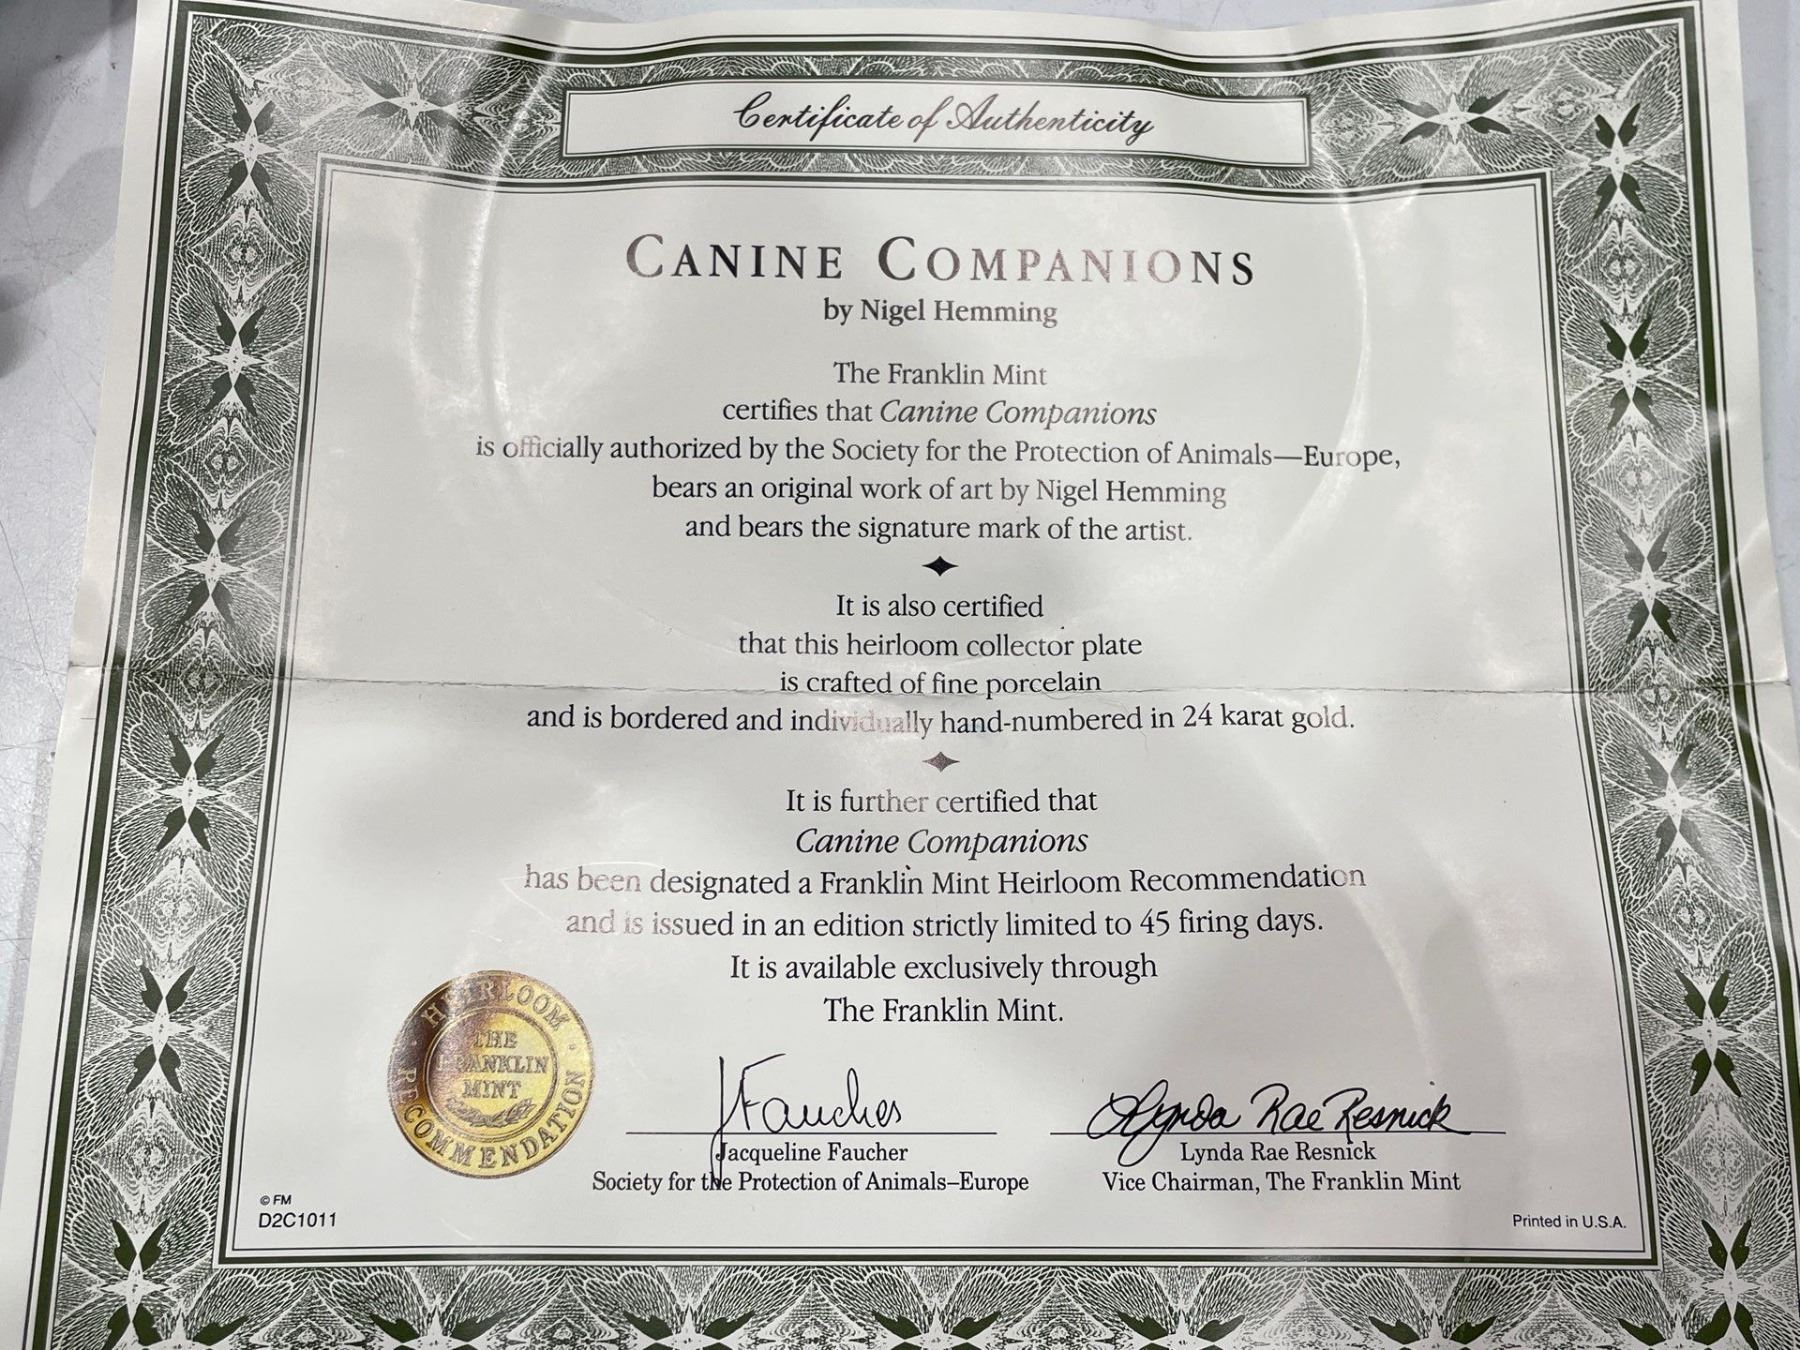 Certificate of Authenticity
CANINE COMPANIONS
by Nigel Hemming
The Franklin Mint
certifies that Canine Companions
is officially authorized by the Society for the Protection of Animals—Europe,
bears an original work of art by Nigel Hemming
and bears the signature mark of the artist.
It is also certified
that this heirloom collector plate
is crafted of fine porcelain
and is bordered and individually hand-numbered in 24 karat gold.
It is further certified that
Canine Companions
has been designated a Franklin Mint Heirloom Recommendation
and is issued in an edition strictly limited to 45 firing days.
It is available exclusively through
The Franklin Mint.
HEIRLOOM · RECOMMENDATION ·
THE
FRANKLIN
MINT
JFaucher
Jacqueline Faucher
Society for the Protection of Animals–Europe
Lynda Rae Resnick
Lynda Rae Resnick
Vice Chairman, The Franklin Mint
© FM
D2C1011
Printed in U.S.A.